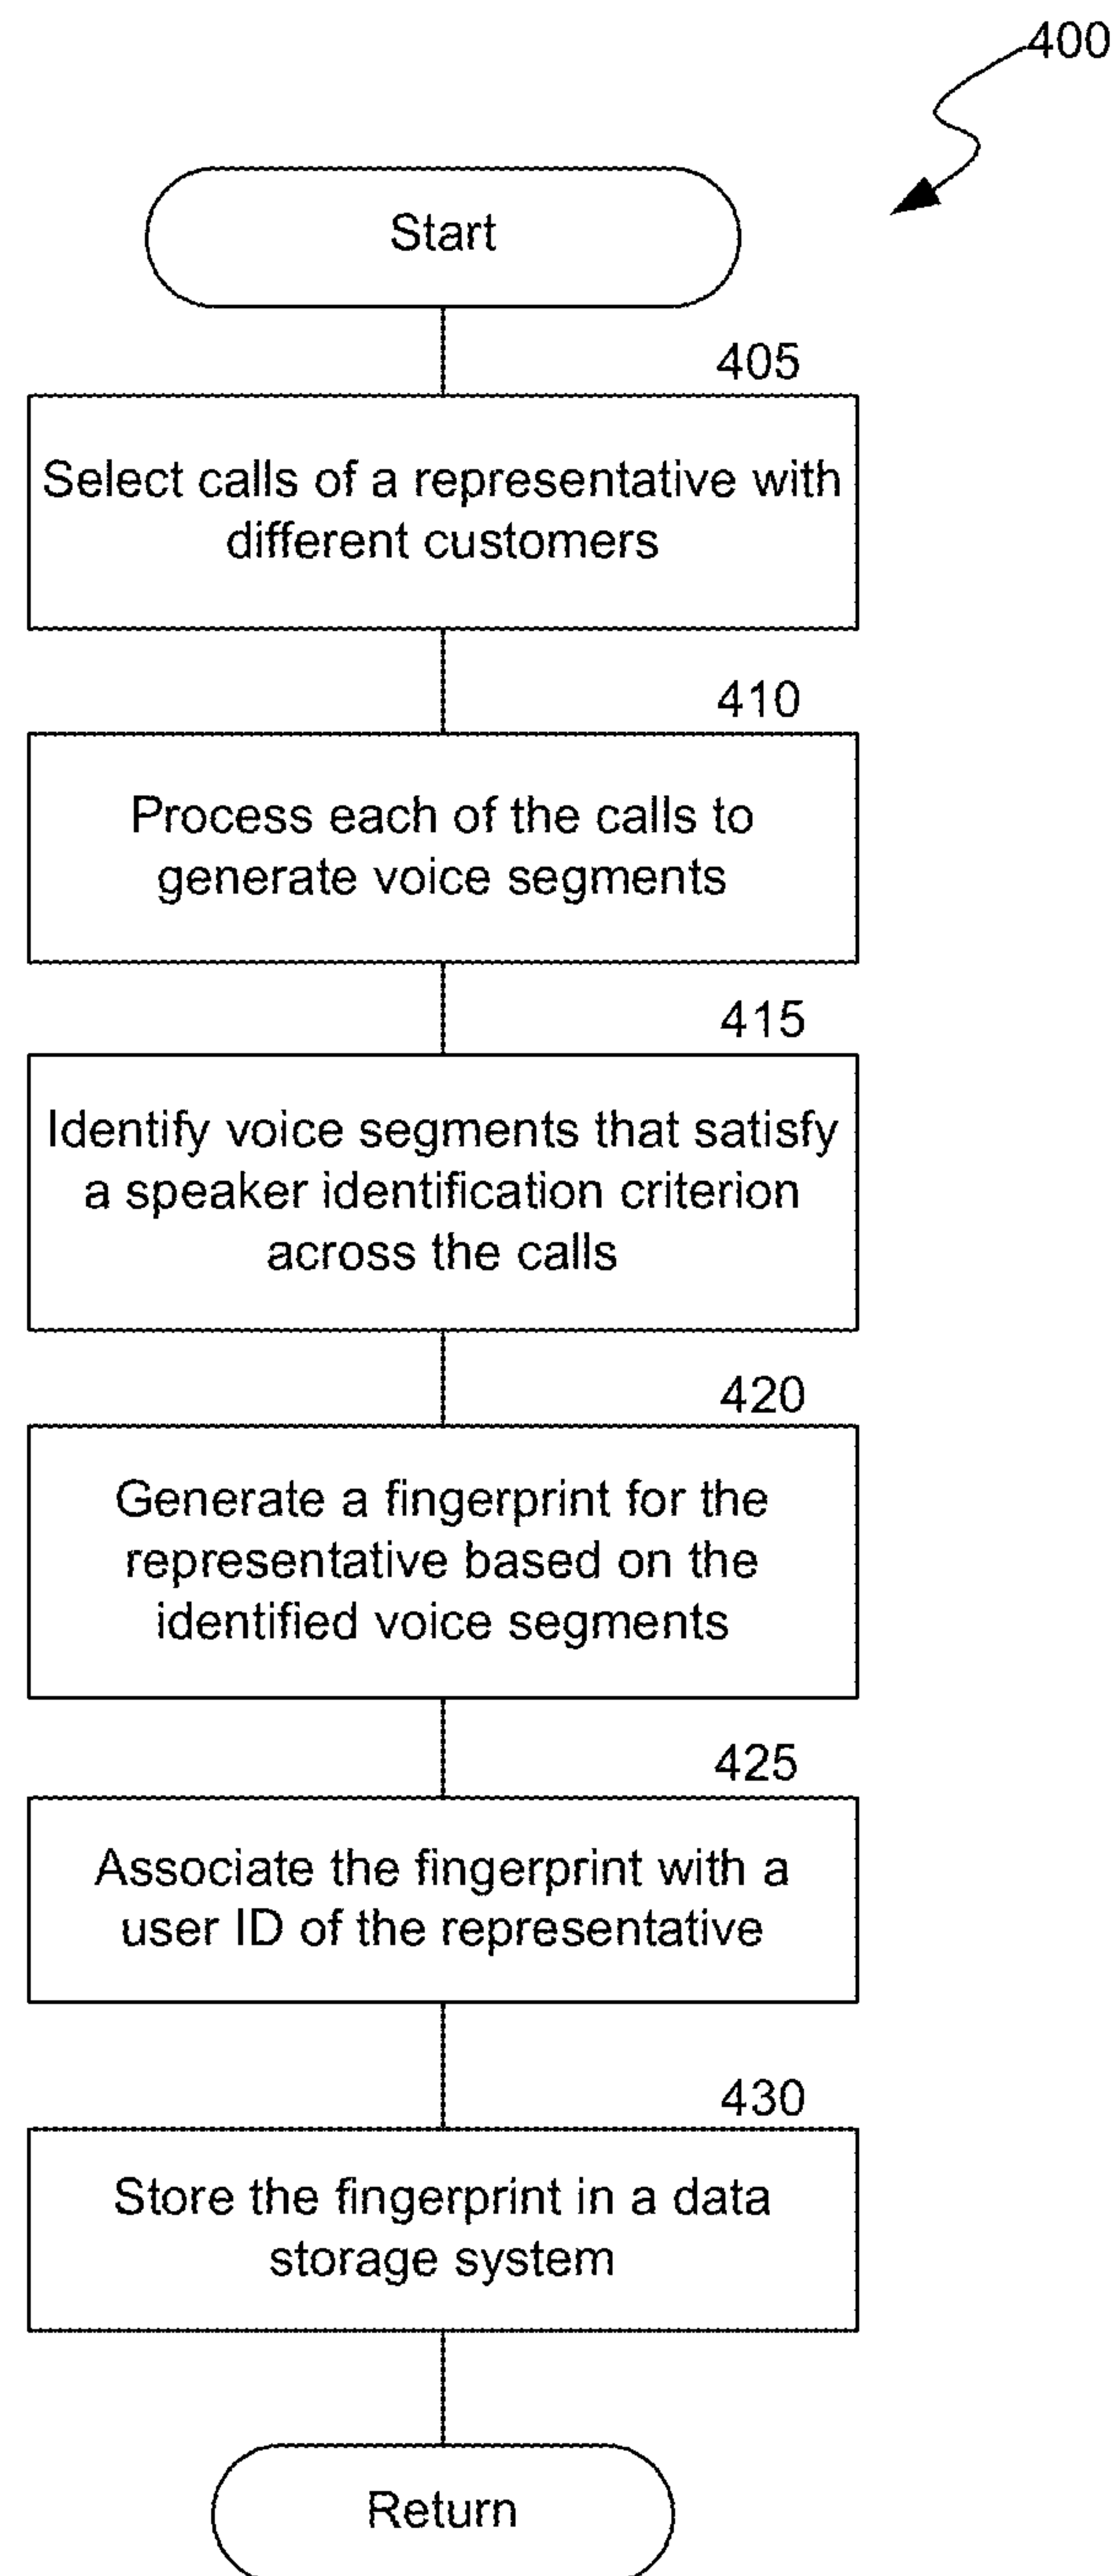 400
Start
405
Select calls of a representative with
different customers
410
Process each of the calls to
generate voice segments
415
Identify voice segments that satisfy
a speaker identification criterion
across the calls
420
Generate a fingerprint for the
representative based on the
identified voice segments
425
Associate the fingerprint with a
user ID of the representative
430
Store the fingerprint in a data
storage system
Return